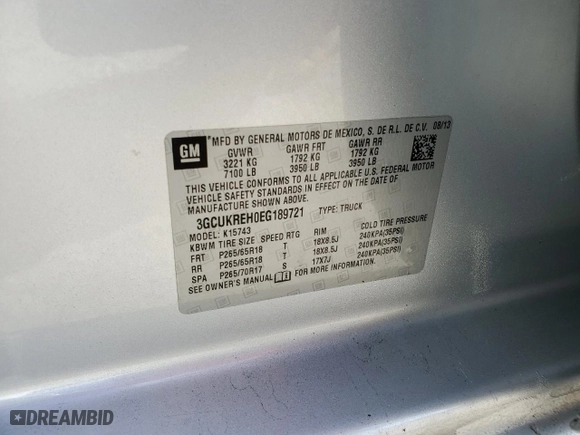 GM
MFD BY GENERAL MOTORS DE MEXICO, S. DE R.L. DE C.V. 08/13
GVWR GAWR FRT GAWR RR
3221 KG 1792 KG 1792 KG
7100 LB 3950 LB 3950 LB
THIS VEHICLE CONFORMS TO ALL APPLICABLE U.S. FEDERAL MOTOR
VEHICLE SAFETY STANDARDS IN EFFECT ON THE DATE OF
MANUFACTURE SHOWN ABOVE.
3GCUKREH0EG189721 TYPE: TRUCK
MODEL: K15743
KBWM TIRE SIZE SPEED RTG RIM COLD TIRE PRESSURE
FRT P265/65R18 T 18X8.5J 240KPA(35PSI)
RR P265/65R18 T 18X8.5J 240KPA(35PSI)
SPA P265/70R17 S 17X7J 240KPA(35PSI)
SEE OWNER'S MANUAL FOR MORE INFORMATION.
DREAMBID